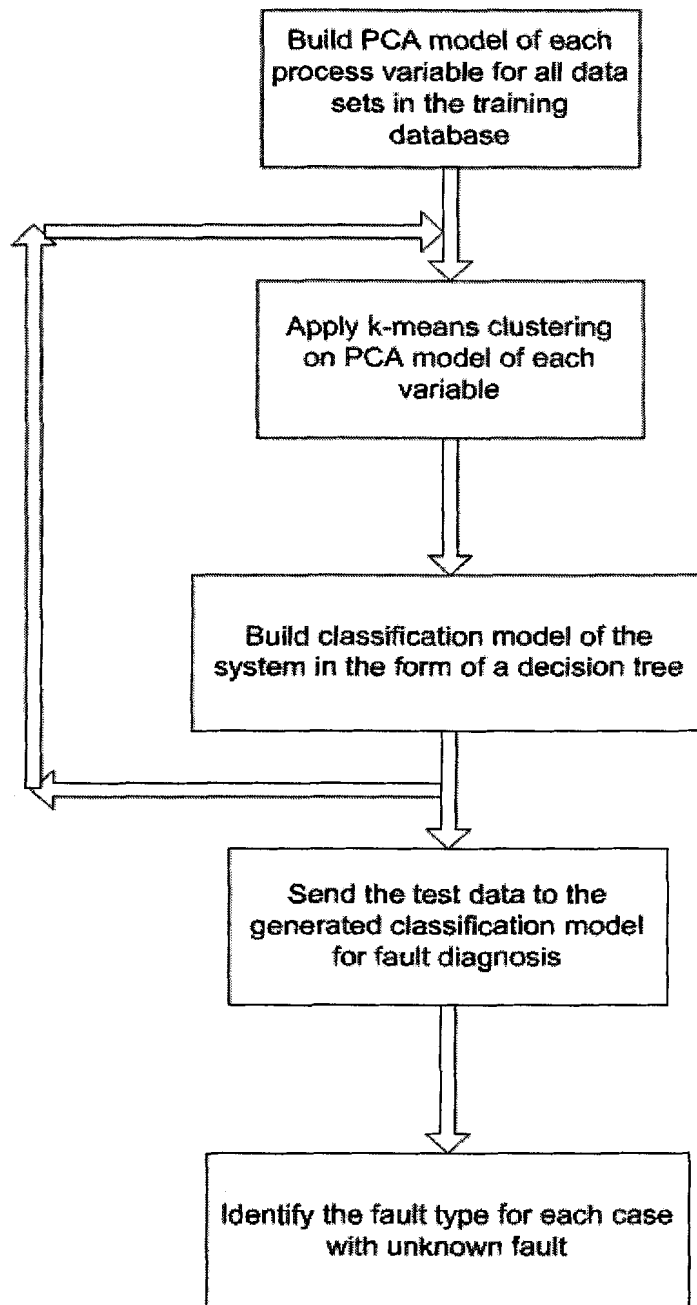 Build PCA model of each
process variable for all data
sets in the training
database
Apply k-means clustering
on PCA model of each
variable
Build classification model of the
system in the form of a decision tree
Send the test data to the
generated classification model
for fault diagnosis
Identify the fault type for each case
with unknown fault